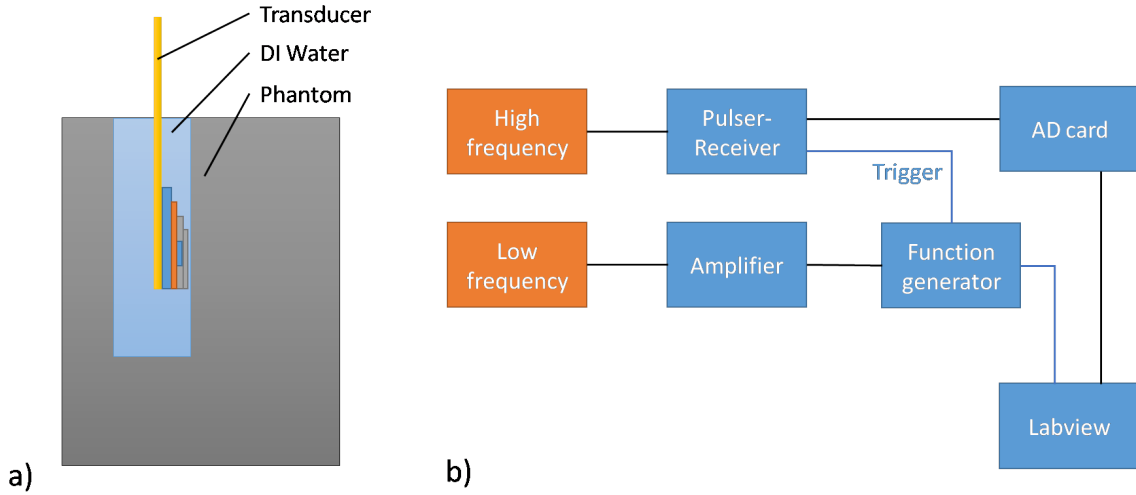 Transducer
DI Water
Phantom
a)
High
frequency
Pulser-
Receiver
AD card
Trigger
Low
frequency
Amplifier
Function
generator
Labview
b)